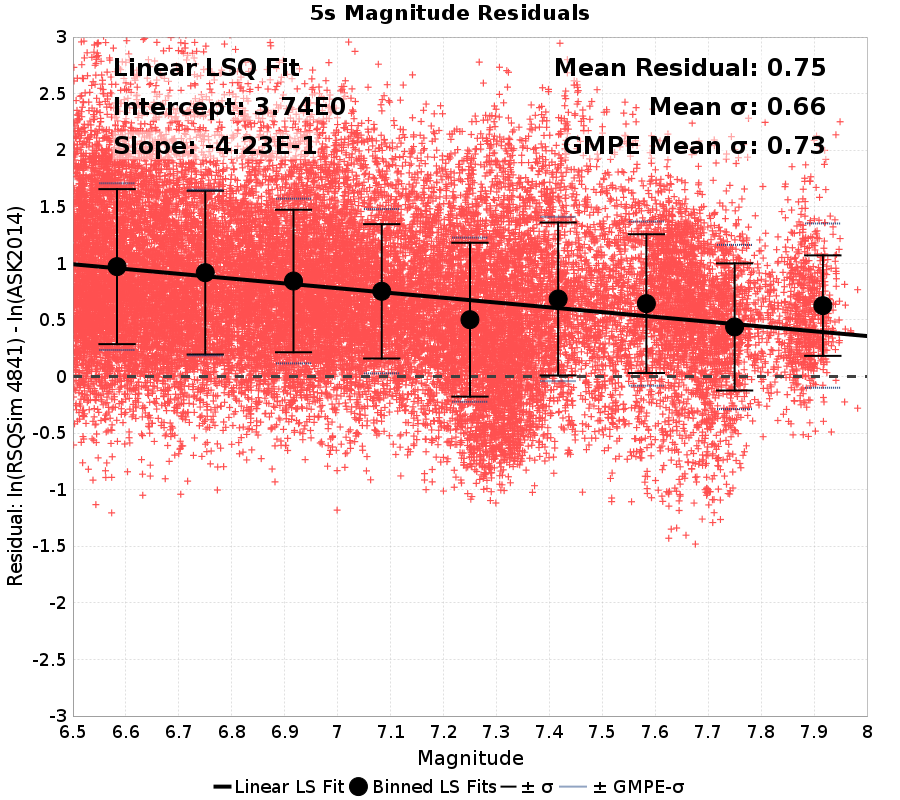 5s Magnitude Residuals
Linear LSQ Fit
Intercept: 3.74E0
Slope: -4.23E-1
Mean Residual: 0.75
Mean σ: 0.66
GMPE Mean σ: 0.73
Residual: ln(RSQSim 4841) - ln(ASK2014)
3
2.5
2
1.5
1
0.5
0
-0.5
-1
-1.5
-2
-2.5
-3
6.5 6.6 6.7 6.8 6.9 7 7.1 7.2 7.3 7.4 7.5 7.6 7.7 7.8 7.9 8
Magnitude
Linear LS Fit Binned LS Fits ± σ ± GMPE-σ